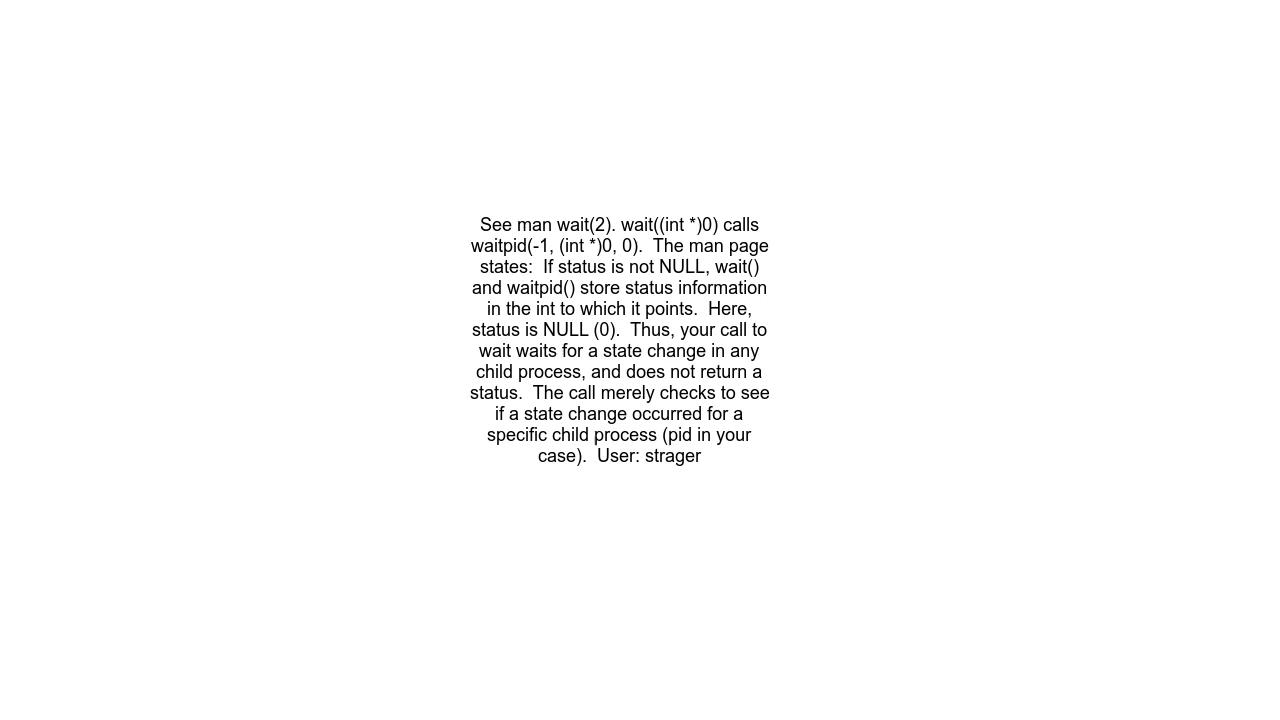 See man wait(2). wait((int *)0) calls
waitpid(-1, (int *)0, 0).  The man page
states:  If status is not NULL, wait()
and waitpid() store status information
in the int to which it points.  Here,
status is NULL (0).  Thus, your call to
wait waits for a state change in any
child process, and does not return a
status.  The call merely checks to see
if a state change occurred for a
specific child process (pid in your
case).  User: strager